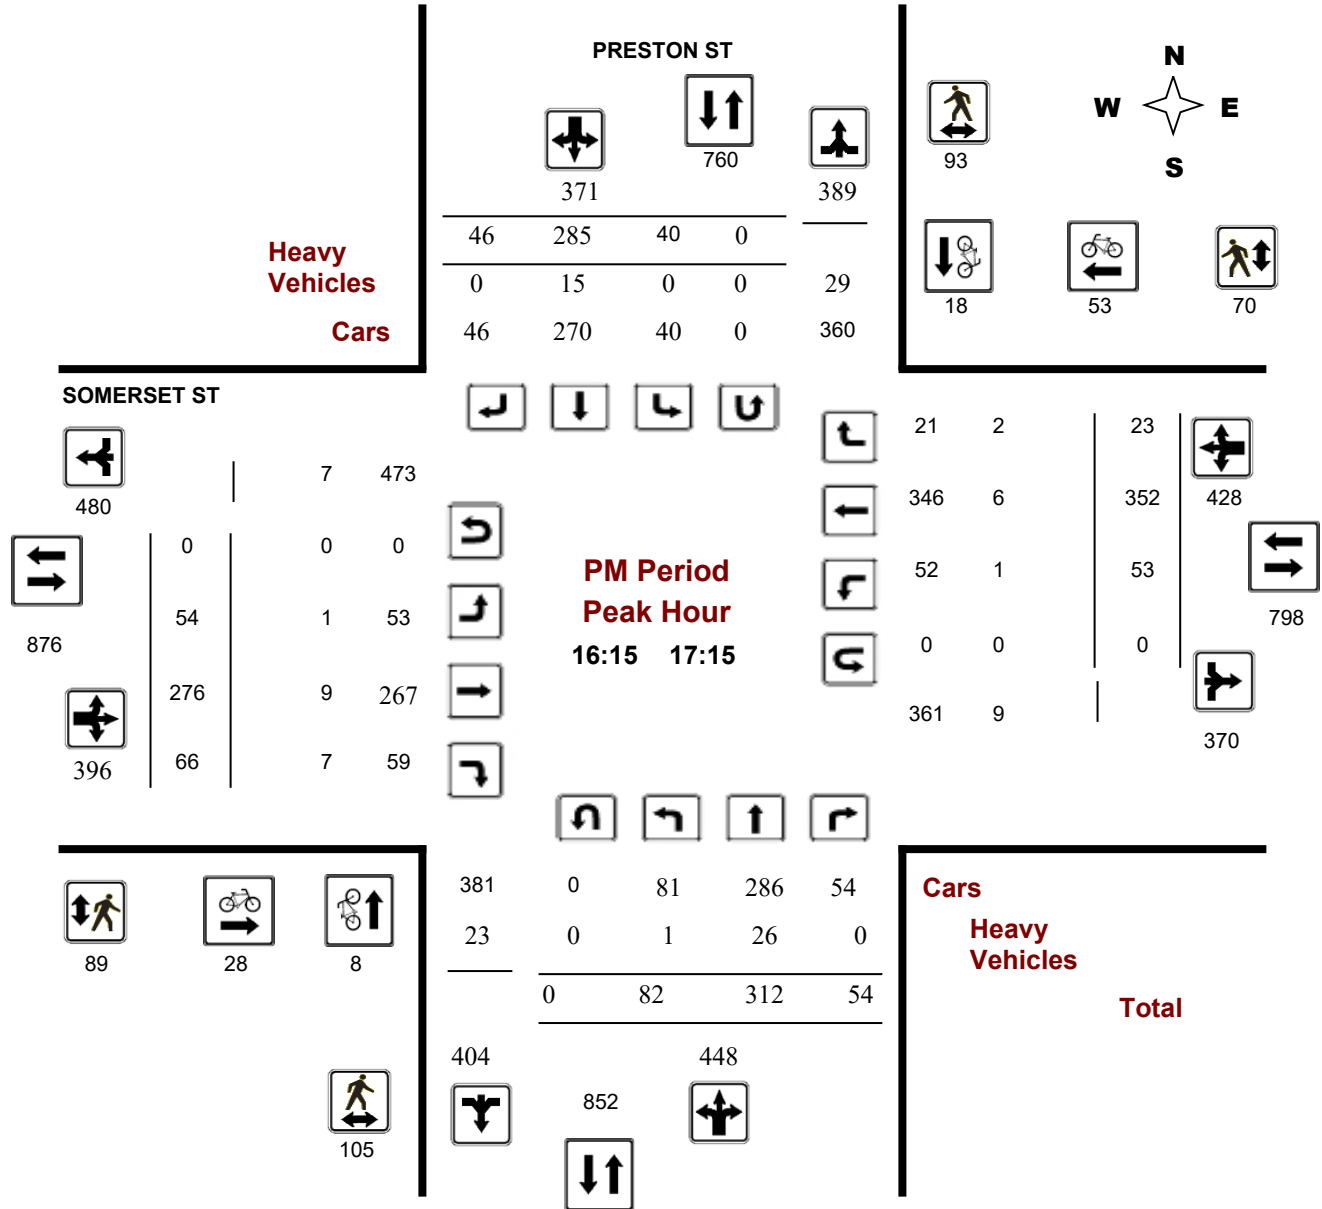 PRESTON ST
N
W E
S
760
93
371 389
46 285 40 0
Heavy
Vehicles
0 15 0 0 29
18 53 70
Cars 46 270 40 0 360
SOMERSET ST
21 2 23
7 473
480
346 6 352 428
0 0 0
PM Period
52 1 53
54 1 53
Peak Hour
798
876
16:15 17:15
0 0 0
276 9 267
361 9
370
396 66 7 59
381 0 81 286 54 Cars
23 0 1 26 0 Heavy
Vehicles
89 28 8
0 82 312 54 Total
404 448
852
105